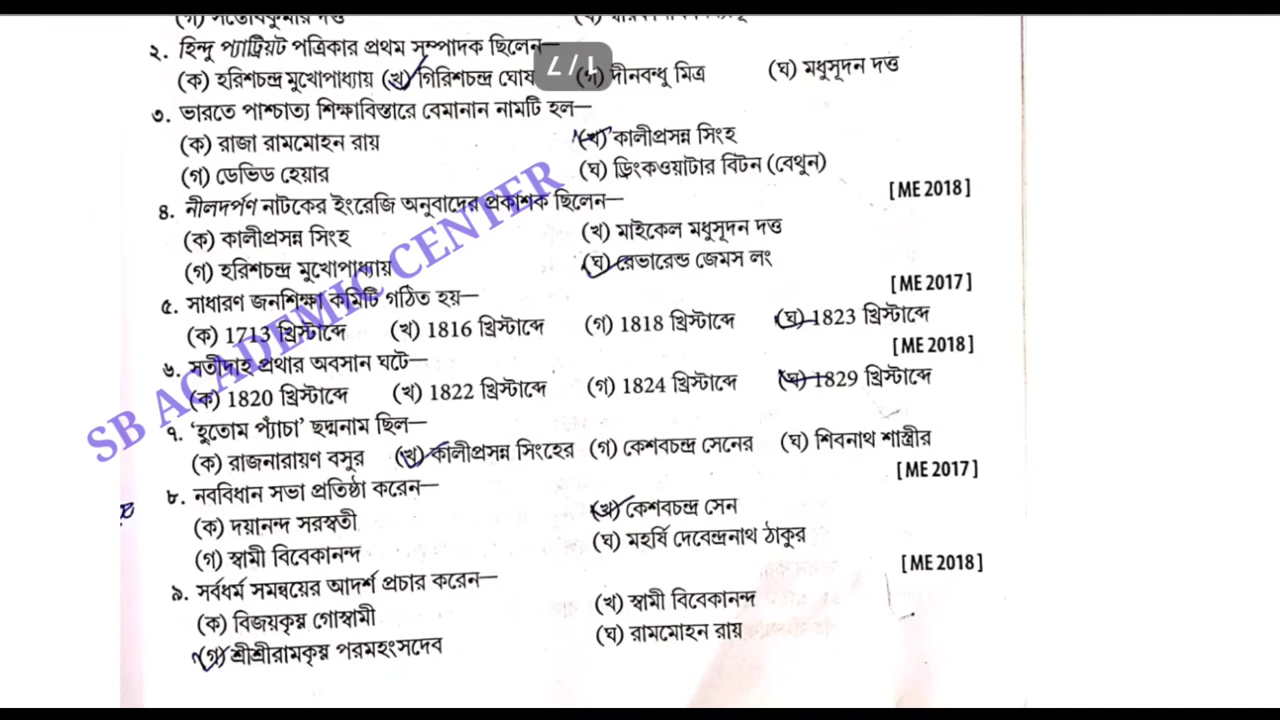 ২. হিন্দু প্যাট্রিয়ট পত্রিকার প্রথম সম্পাদক ছিলেন—
1/7
(ক) হরিশচন্দ্র মুখোপাধ্যায় (খ) গিরিশচন্দ্র ঘোষ (গ) দীনবন্ধু মিত্র (ঘ) মধুসূদন দত্ত
৩. ভারতে পাশ্চাত্য শিক্ষাবিস্তারে বেমানান নামটি হল—
(ক) রাজা রামমোহন রায় (খ) কালীপ্রসন্ন সিংহ
(গ) ডেভিড হেয়ার (ঘ) ড্রিংকওয়াটার বিটন (বেথুন)
[ME 2018]
৪. নীলদর্পণ নাটকের ইংরেজি অনুবাদের প্রকাশক ছিলেন—
(ক) কালীপ্রসন্ন সিংহ (খ) মাইকেল মধুসূদন দত্ত
(গ) হরিশচন্দ্র মুখোপাধ্যায় (ঘ) রেভারেন্ড জেমস লং
[ME 2017]
৫. সাধারণ জনশিক্ষা কমিটি গঠিত হয়—
(ক) 1713 খ্রিস্টাব্দে (খ) 1816 খ্রিস্টাব্দে (গ) 1818 খ্রিস্টাব্দে (ঘ) 1823 খ্রিস্টাব্দে
[ME 2018]
৬. সতীদাহ প্রথার অবসান ঘটে—
(ক) 1820 খ্রিস্টাব্দে (খ) 1822 খ্রিস্টাব্দে (গ) 1824 খ্রিস্টাব্দে (ঘ) 1829 খ্রিস্টাব্দে
৭. ‘হুতোম প্যাঁচা’ ছদ্মনাম ছিল—
(ক) রাজনারায়ণ বসুর (খ) কালীপ্রসন্ন সিংহের (গ) কেশবচন্দ্র সেনের (ঘ) শিবনাথ শাস্ত্রীর
[ME 2017]
৮. নববিধান সভা প্রতিষ্ঠা করেন—
(ক) দয়ানন্দ সরস্বতী (খ) কেশবচন্দ্র সেন
(গ) স্বামী বিবেকানন্দ (ঘ) মহর্ষি দেবেন্দ্রনাথ ঠাকুর
[ME 2018]
৯. সর্বধর্ম সমন্বয়ের আদর্শ প্রচার করেন—
(ক) বিজয়কৃষ্ণ গোস্বামী (খ) স্বামী বিবেকানন্দ
(গ) শ্রীশ্রীরামকৃষ্ণ পরমহংসদেব (ঘ) রামমোহন রায়
SB ACADEMIC CENTER